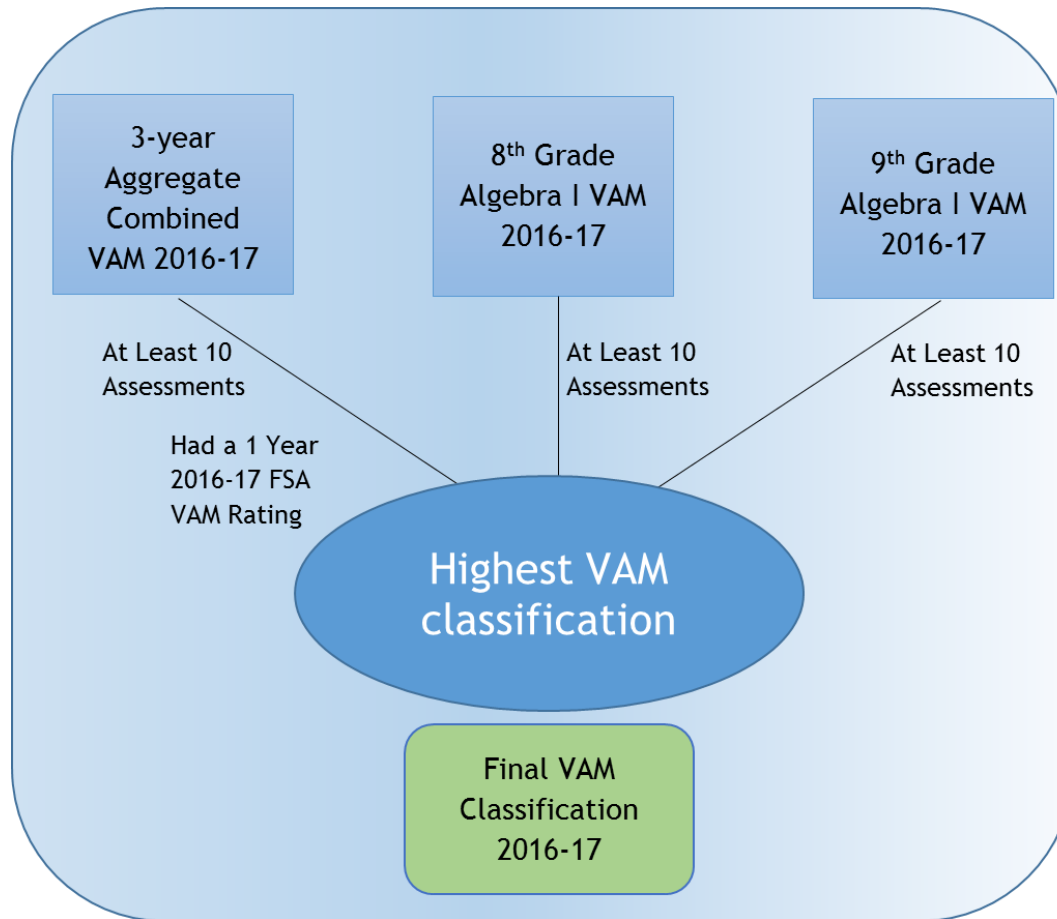 3-year
Aggregate
Combined
VAM 2016-17
8th Grade
Algebra I VAM
2016-17
9th Grade
Algebra I VAM
2016-17
At Least 10
Assessments
At Least 10
Assessments
At Least 10
Assessments
Had a 1 Year
2016-17 FSA
VAM Rating
Highest VAM
classification
Final VAM
Classification
2016-17